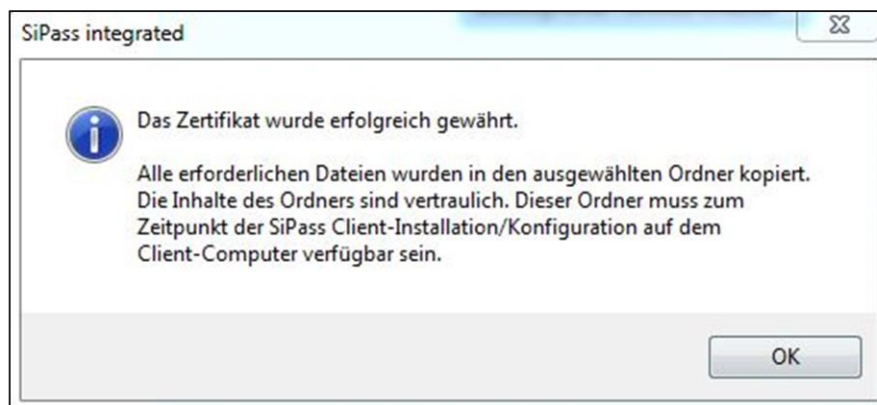 SiPass integrated
Das Zertifikat wurde erfolgreich gewährt.
Alle erforderlichen Dateien wurden in den ausgewählten Ordner kopiert.
Die Inhalte des Ordners sind vertraulich. Dieser Ordner muss zum
Zeitpunkt der SiPass Client-Installation/Konfiguration auf dem
Client-Computer verfügbar sein.
OK